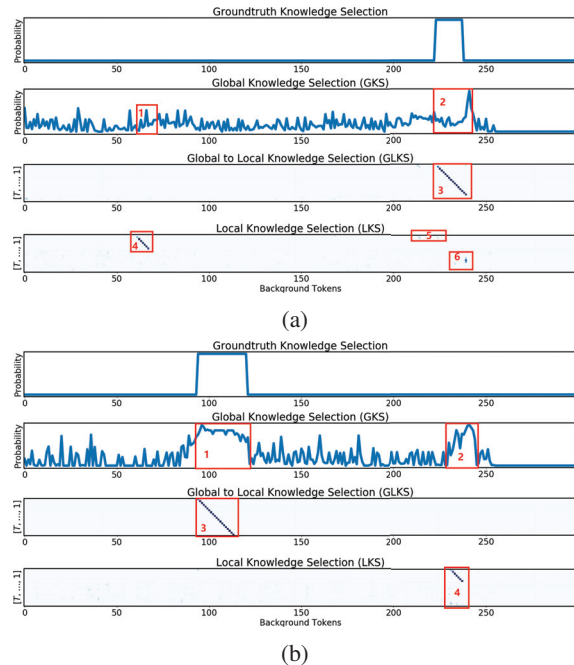 Groundtruth Knowledge Selection
Probability
0 50 100 150 200 250
Global Knowledge Selection (GKS)
Probability
1 2
0 50 100 150 200 250
Global to Local Knowledge Selection (GLKS)
[T, ..., 1]
3
0 50 100 150 200 250
Local Knowledge Selection (LKS)
[T, ..., 1]
4 5 6
0 50 100 150 200 250
Background Tokens
(a)
Groundtruth Knowledge Selection
Probability
0 50 100 150 200 250
Global Knowledge Selection (GKS)
Probability
1 2
0 50 100 150 200 250
Global to Local Knowledge Selection (GLKS)
[T, ..., 1]
3
0 50 100 150 200 250
Local Knowledge Selection (LKS)
[T, ..., 1]
4
0 50 100 150 200 250
Background Tokens
(b)